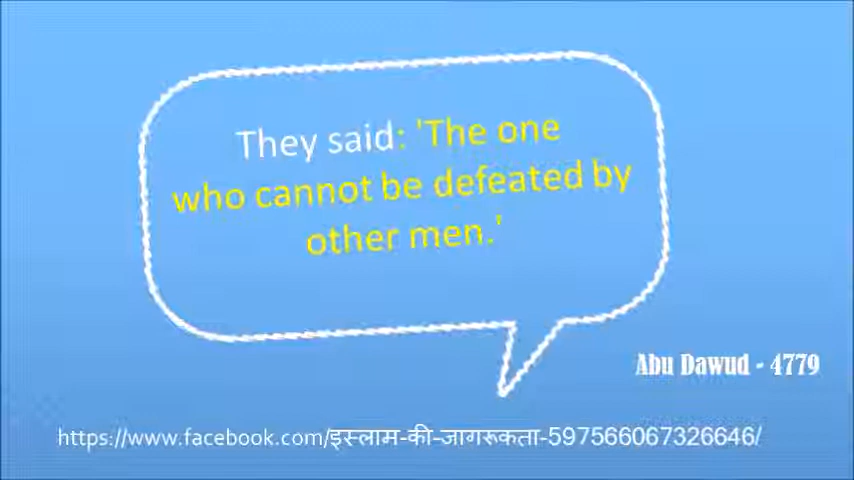 They said: 'The one
who cannot be defeated by
other men.'
Abu Dawud - 4779
https://www.facebook.com/इस्लाम-की-जागरूकता-597566067326646/